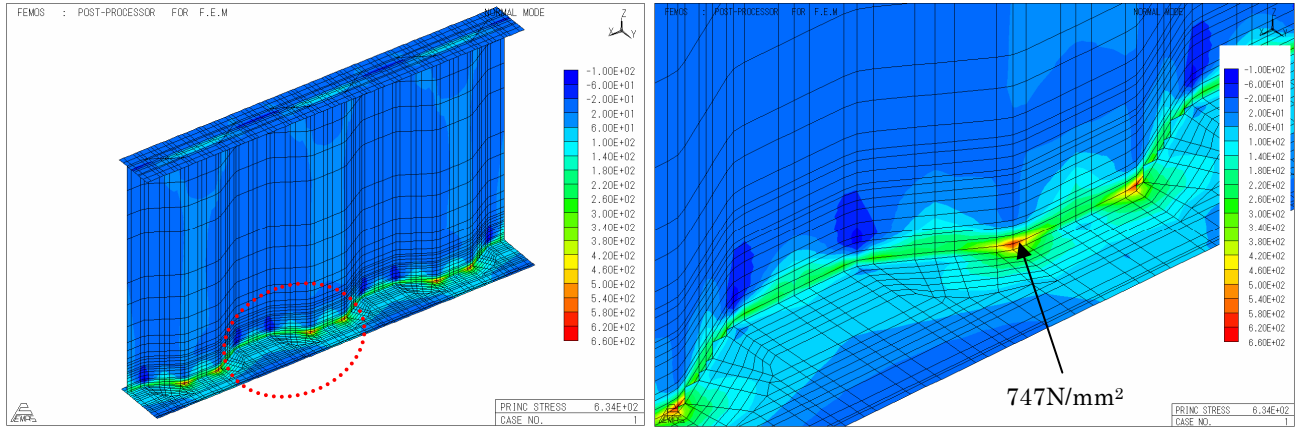 FEMOS : POST-PROCESSOR FOR F.E.M NORMAL MODE
Z
X Y
-1.00E+02
-6.00E+01
-2.00E+01
2.00E+01
6.00E+01
1.00E+02
1.40E+02
1.80E+02
2.20E+02
2.60E+02
3.00E+02
3.40E+02
3.80E+02
4.20E+02
4.60E+02
5.00E+02
5.40E+02
5.80E+02
6.20E+02
6.60E+02
PRINC STRESS 6.34E+02
CASE NO. 1
FEMOS : POST-PROCESSOR FOR F.E.M NORMAL MODE
Z
-1.00E+02
-6.00E+01
-2.00E+01
2.00E+01
6.00E+01
1.00E+02
1.40E+02
1.80E+02
2.20E+02
2.60E+02
3.00E+02
3.40E+02
3.80E+02
4.20E+02
4.60E+02
5.00E+02
5.40E+02
5.80E+02
6.20E+02
6.60E+02
747N/mm²
PRINC STRESS 6.34E+02
CASE NO. 1